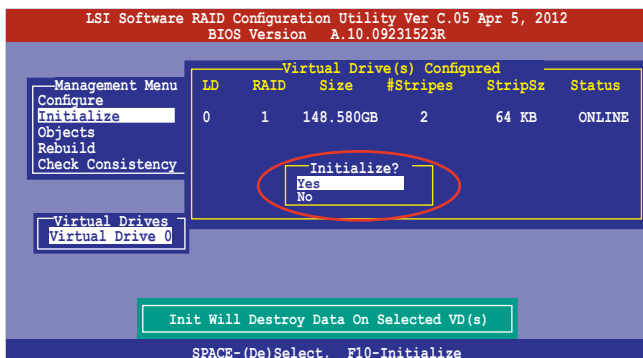 LSI Software RAID Configuration Utility Ver C.05 Apr 5, 2012
BIOS Version A.10.09231523R
Management Menu
Configure
Initialize
Objects
Rebuild
Check Consistency
Virtual Drive(s) Configured
LD RAID Size #Stripes StripSz Status
0 1 148.580GB 2 64 KB ONLINE
Initialize?
Yes
No
Virtual Drives
Virtual Drive 0
Init Will Destroy Data On Selected VD(s)
SPACE-(De)Select, F10-Initialize